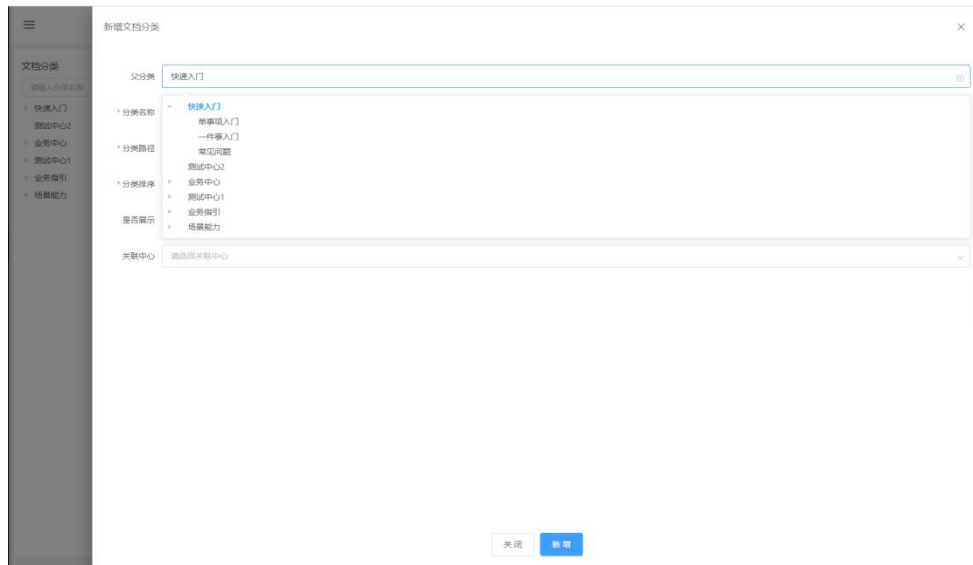 新增文档分类
文档分类
请输入分类名称
快速入门
测试中心2
业务中心
测试中心1
业务指引
场景能力
父分类 快速入门
*分类名称
*分类路径
*分类排序
是否展示
快速入门
单事项入门
一件事入门
常见问题
测试中心2
业务中心
测试中心1
业务指引
场景能力
关联中心 请选择关联中心
关闭 新增